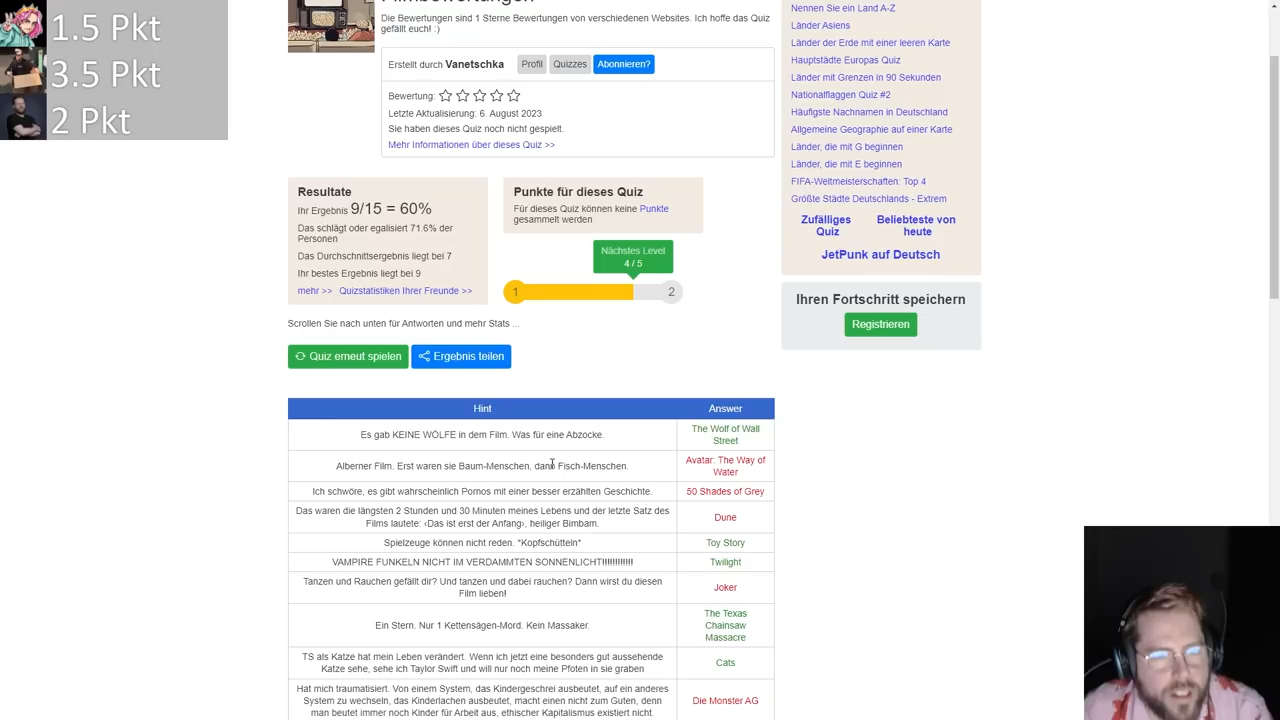 1.5 Pkt
3.5 Pkt
2 Pkt
Die Bewertungen sind 1 Sterne Bewertungen von verschiedenen Websites. Ich hoffe das Quiz
gefällt euch! :)
Erstellt durch Vanetschka Profil Quizzes Abonnieren?
Bewertung:
Letzte Aktualisierung: 6. August 2023
Sie haben dieses Quiz noch nicht gespielt.
Mehr Informationen über dieses Quiz >>
Resultate
Ihr Ergebnis 9/15 = 60%
Das schlägt oder egalisiert 71.6% der
Personen
Das Durchschnittsergebnis liegt bei 7
Ihr bestes Ergebnis liegt bei 9
mehr >> Quizstatistiken Ihrer Freunde >>
Punkte für dieses Quiz
Für dieses Quiz können keine Punkte
gesammelt werden
Nächstes Level
4 / 5
1 2
Scrollen Sie nach unten für Antworten und mehr Stats ...
Quiz erneut spielen Ergebnis teilen
Hint Answer
Es gab KEINE WÖLFE in dem Film. Was für eine Abzocke.
The Wolf of Wall
Street
Alberner Film. Erst waren sie Baum-Menschen, dann Fisch-Menschen.
Avatar: The Way of
Water
Ich schwöre, es gibt wahrscheinlich Pornos mit einer besser erzählten Geschichte.
50 Shades of Grey
Das waren die längsten 2 Stunden und 30 Minuten meines Lebens und der letzte Satz des
Films lautete: ‹Das ist erst der Anfang›, heiliger Bimbam.
Dune
Spielzeuge können nicht reden. *Kopfschütteln*
Toy Story
VAMPIRE FUNKELN NICHT IM VERDAMMTEN SONNENLICHT!!!!!!!!!!!!
Twilight
Tanzen und Rauchen gefällt dir? Und tanzen und dabei rauchen? Dann wirst du diesen
Film lieben!
Joker
Ein Stern. Nur 1 Kettensägen-Mord. Kein Massaker.
The Texas
Chainsaw
Massacre
TS als Katze hat mein Leben verändert. Wenn ich jetzt eine besonders gut aussehende
Katze sehe, sehe ich Taylor Swift und will nur noch meine Pfoten in sie graben
Cats
Hat mich traumatisiert. Von einem System, das Kindergeschrei ausbeutet, auf ein anderes
System zu wechseln, das Kinderlachen ausbeutet, macht einen nicht zum Guten, denn
man beutet immer noch Kinder für Arbeit aus, ethischer Kapitalismus existiert nicht.
Die Monster AG
Nennen Sie ein Land A-Z
Länder Asiens
Länder der Erde mit einer leeren Karte
Hauptstädte Europas Quiz
Länder mit Grenzen in 90 Sekunden
Nationalflaggen Quiz #2
Häufigste Nachnamen in Deutschland
Allgemeine Geographie auf einer Karte
Länder, die mit G beginnen
Länder, die mit E beginnen
FIFA-Weltmeisterschaften: Top 4
Größte Städte Deutschlands - Extrem
Zufälliges
Quiz
Beliebteste von
heute
JetPunk auf Deutsch
Ihren Fortschritt speichern
Registrieren